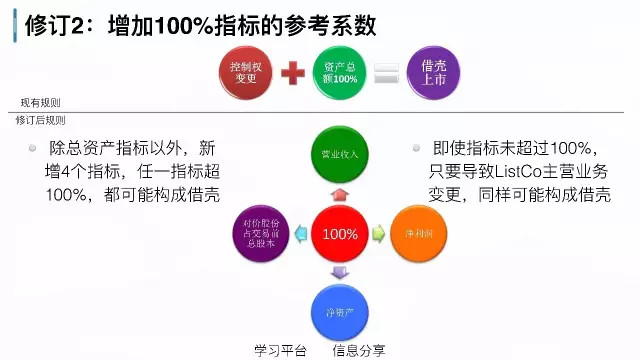 修订2：增加100%指标的参考系数
控制权
变更
资产总
额100%
借壳
上市
现有规则
修订后规则
除总资产指标以外，新
增4个指标，任一指标超
100%，都可能构成借壳
营业收入
即使指标未超过100%，
只要导致ListCo主营业务
变更，同样可能构成借壳
对价股份
占交易前
总股本
100%
净利润
净资产
学习平台 信息分享